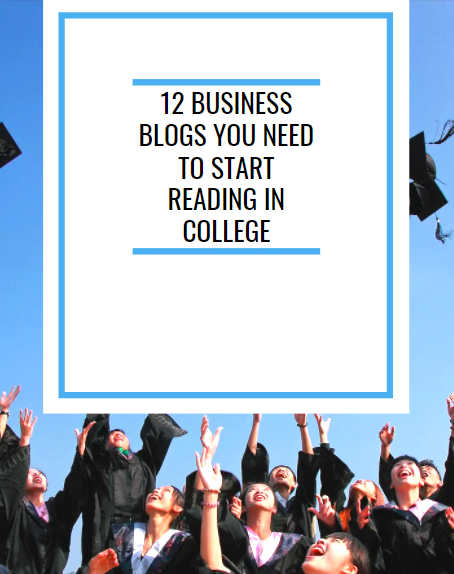 12 BUSINESS
BLOGS YOU NEED
TO START
READING IN
COLLEGE